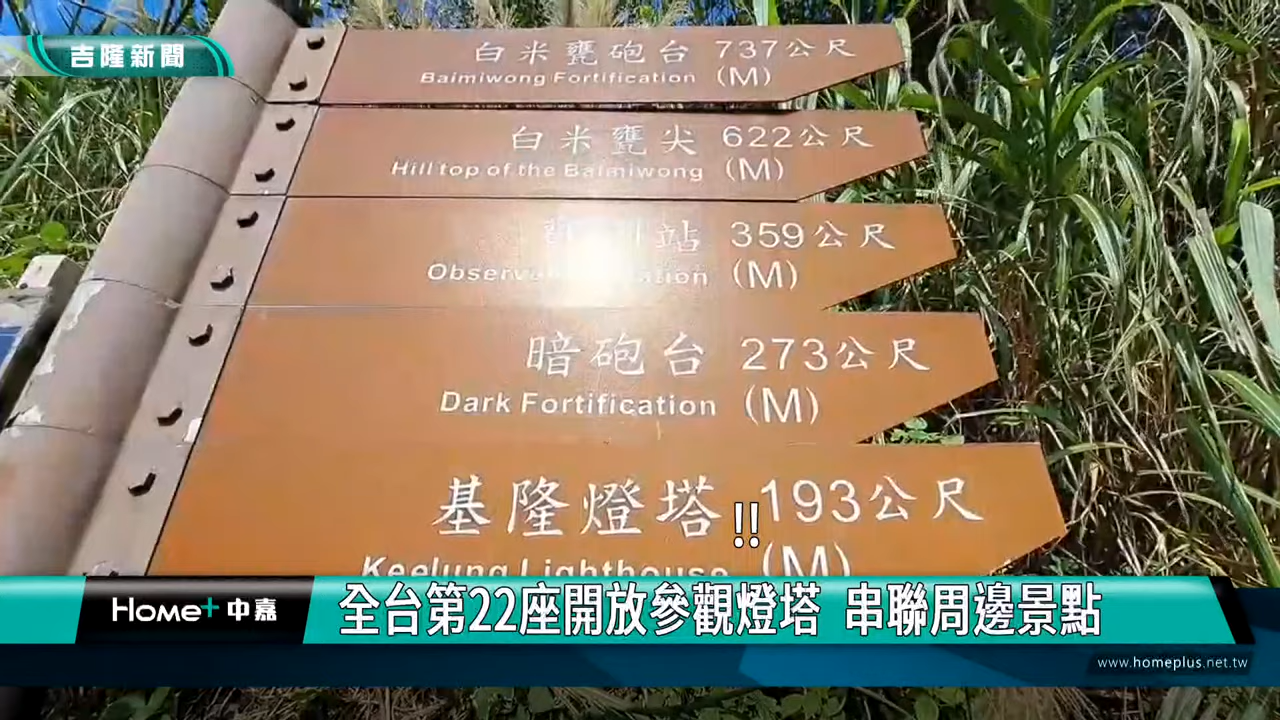 吉隆新聞
白米甕砲台 737公尺
Baimiwong Fortification (M)
白米甕尖 622公尺
Hill top of the Baimiwong (M)
站 359公尺
(M)
暗砲台 273公尺
Dark Fortification (M)
基隆燈塔 193公尺
!!
Keelung Lighthouse (M)
Home+ 中嘉
全台第22座開放參觀燈塔 串聯周邊景點
www.homeplus.net.tw